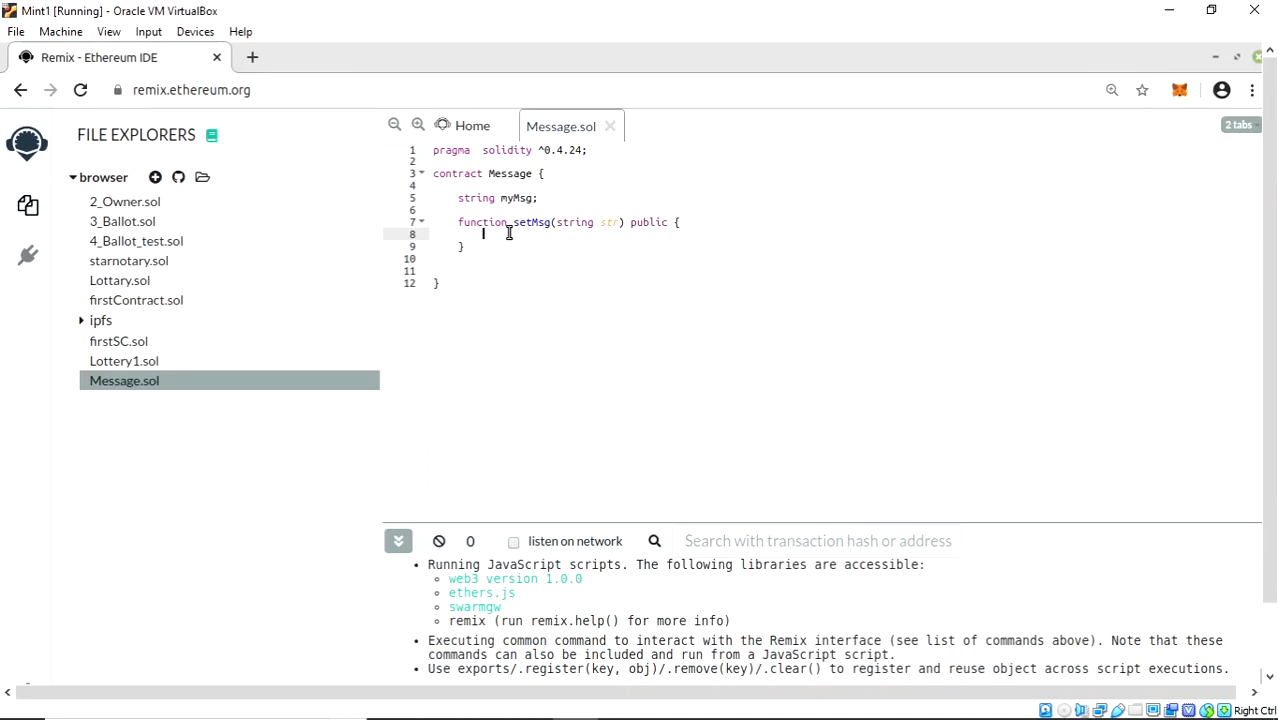 Mint1 [Running] - Oracle VM VirtualBox
File Machine View Input Devices Help
Remix - Ethereum IDE
remix.ethereum.org
FILE EXPLORERS
Home
Message.sol
2 tabs
browser
2_Owner.sol
3_Ballot.sol
4_Ballot_test.sol
starnotary.sol
Lottary.sol
firstContract.sol
ipfs
firstSC.sol
Lottery1.sol
Message.sol
1 pragma  solidity ^0.4.24;
2
3 contract Message {
4
5 string myMsg;
6
7 function setMsg(string str) public {
8
9 }
10
11
12 }
0 listen on network Search with transaction hash or address
• Running JavaScript scripts. The following libraries are accessible:
web3 version 1.0.0
ethers.js
swarmgw
remix (run remix.help() for more info)
• Executing common command to interact with the Remix interface (see list of commands above). Note that these
commands can also be included and run from a JavaScript script.
• Use exports/.register(key, obj)/.remove(key)/.clear() to register and reuse object across script executions.
Right Ctrl